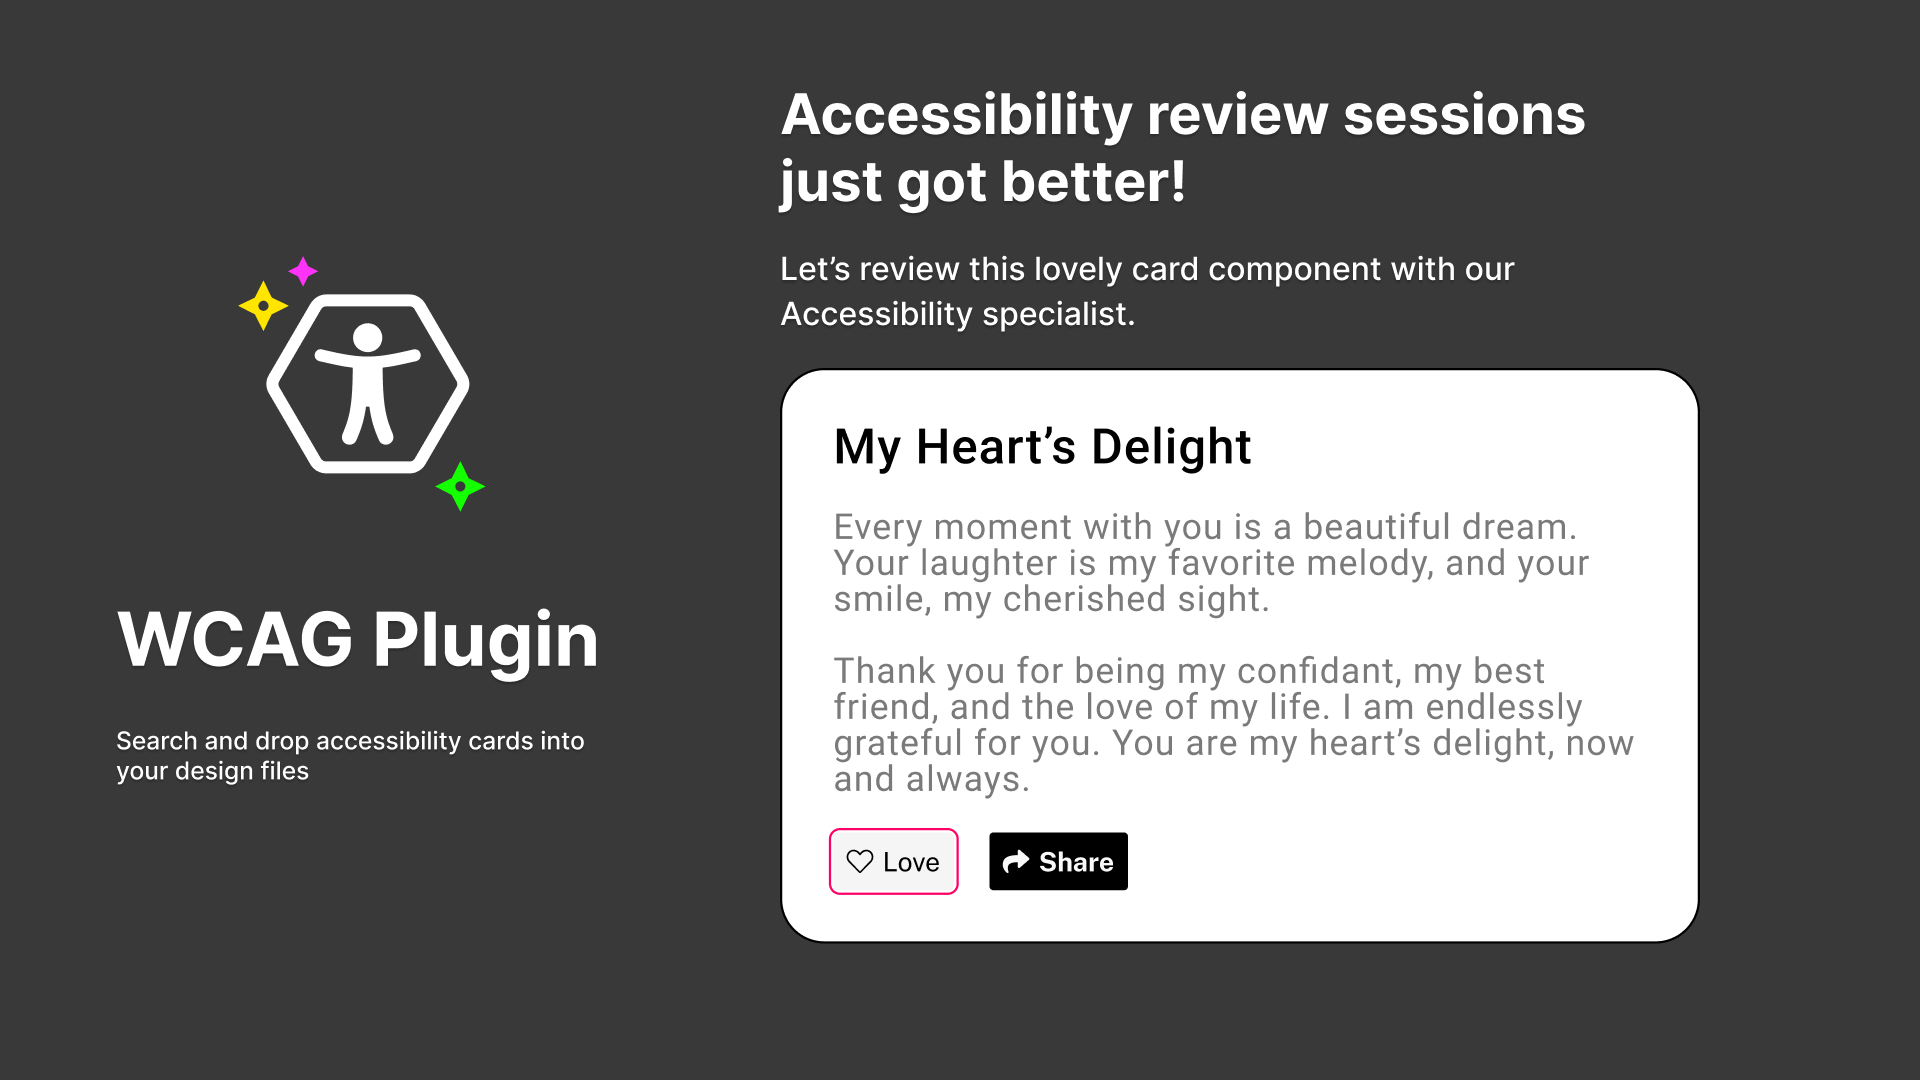 WCAG Plugin
Search and drop accessibility cards into
your design files
Accessibility review sessions
just got better!
Let’s review this lovely card component with our
Accessibility specialist.
My Heart’s Delight
Every moment with you is a beautiful dream.
Your laughter is my favorite melody, and your
smile, my cherished sight.
Thank you for being my confidant, my best
friend, and the love of my life. I am endlessly
grateful for you. You are my heart’s delight, now
and always.
Love
Share